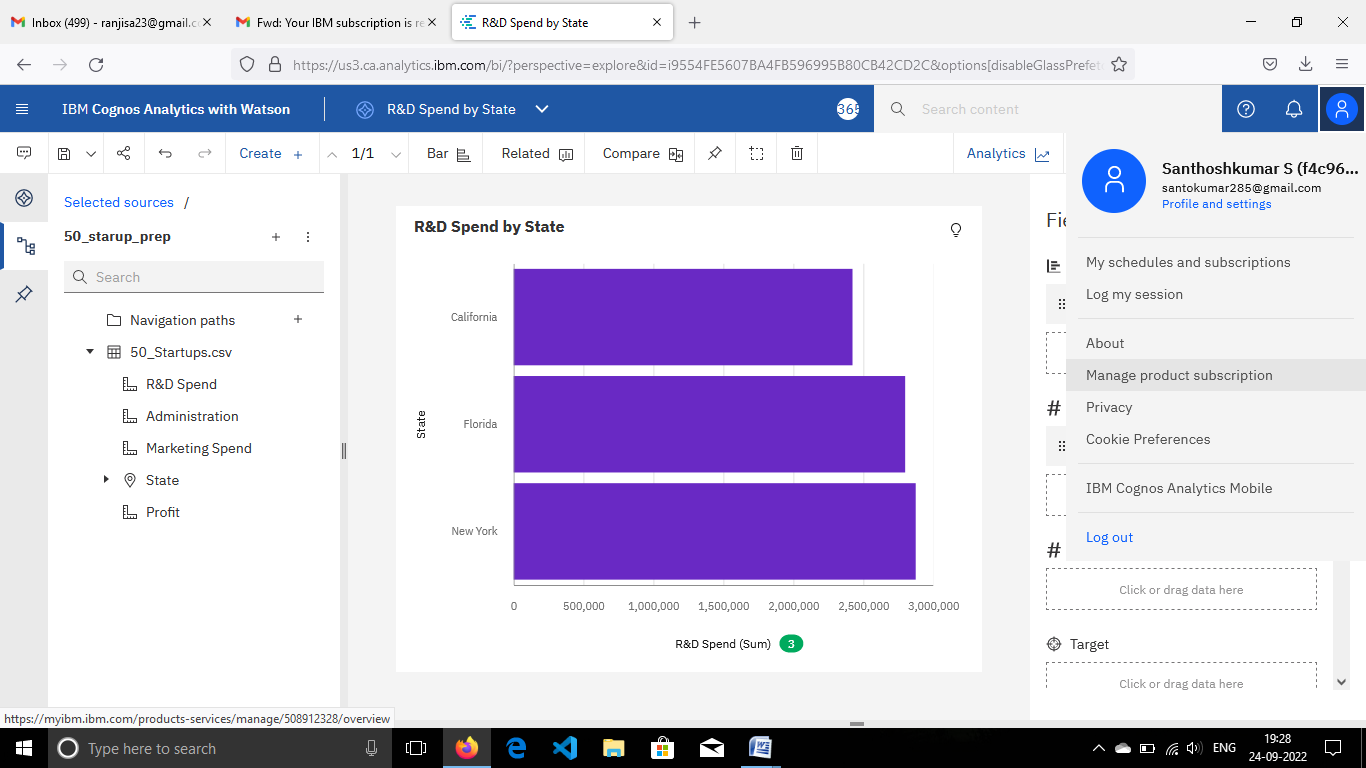 Inbox (499) - ranjisa23@gmail.c
Fwd: Your IBM subscription is re
R&D Spend by State
https://us3.ca.analytics.ibm.com/bi/?perspective=explore&id=i9554FE5607BA4FB596995B80CB42CD2C&options[disableGlassPrefet
IBM Cognos Analytics with Watson
R&D Spend by State
365
Search content
Create +
1/1
Bar
Related
Compare
Analytics
Selected sources /
50_starup_prep
Search
Navigation paths
50_Startups.csv
R&D Spend
Administration
Marketing Spend
State
Profit
R&D Spend by State
California
Florida
New York
State
0
500,000
1,000,000
1,500,000
2,000,000
2,500,000
3,000,000
R&D Spend (Sum) 3
Fie
#
#
Click or drag data here
Target
Click or drag data here
Santhoshkumar S (f4c96...
santokumar285@gmail.com
Profile and settings
My schedules and subscriptions
Log my session
About
Manage product subscription
Privacy
Cookie Preferences
IBM Cognos Analytics Mobile
Log out
https://myibm.ibm.com/products-services/manage/508912328/overview
Type here to search
ENG
19:28
24-09-2022